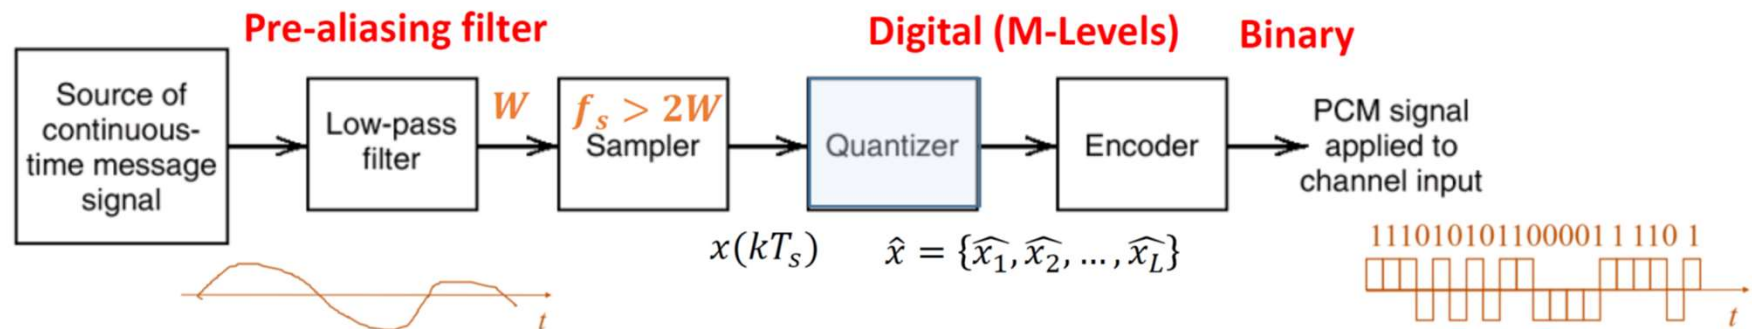 Pre-aliasing filter
Digital (M-Levels)
Binary
Source of
continuous-
time message
signal
Low-pass
filter
W
f_s > 2W
Sampler
Quantizer
Encoder
PCM signal
applied to
channel input
x(kT_s)
x̂ = {x̂_1, x̂_2, ..., x̂_L}
t
111010101100001 1 110 1
t